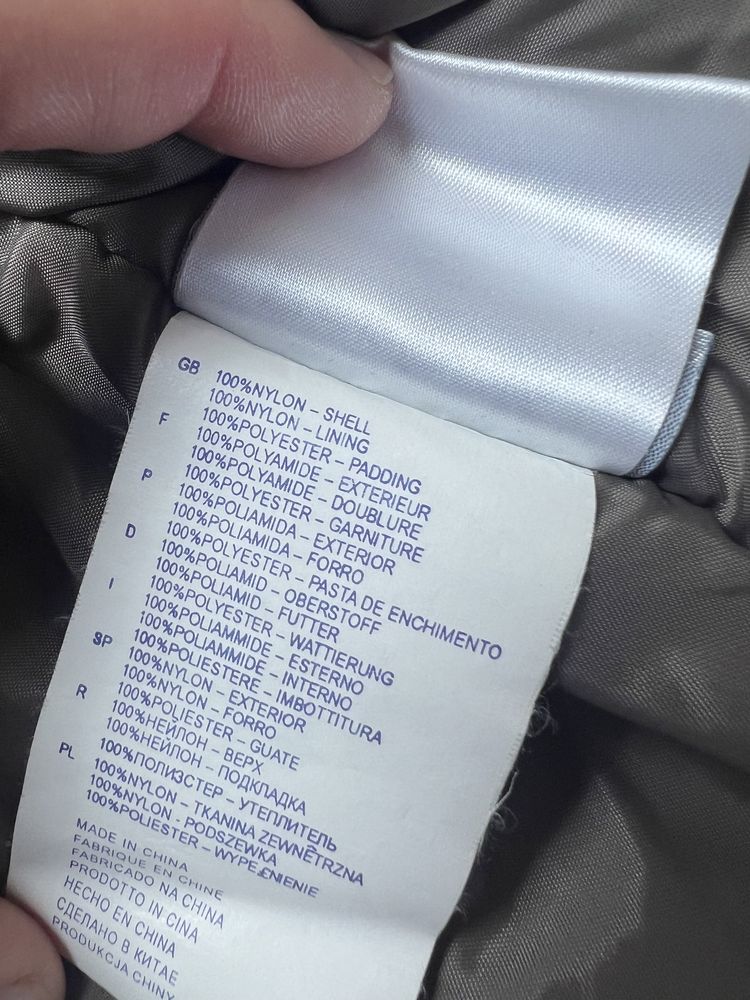 GB 100%NYLON – SHELL
100%NYLON – LINING
100%POLYESTER – PADDING
F 100%POLYAMIDE – EXTERIEUR
100%POLYAMIDE – DOUBLURE
100%POLYESTER – GARNITURE
P 100%POLIAMIDA – EXTERIOR
100%POLIAMIDA – FORRO
100%POLYESTER – PASTA DE ENCHIMENTO
D 100%POLIAMID – OBERSTOFF
100%POLIAMID – FUTTER
100%POLYESTER – WATTIERUNG
I 100%POLIAMMIDE – ESTERNO
100%POLIAMMIDE – INTERNO
100%POLIESTERE – IMBOTTITURA
SP 100%NYLON – EXTERIOR
100%NYLON – FORRO
100%POLIESTER – GUATE
R 100%НЕЙЛОН – ВЕРХ
100%НЕЙЛОН – ПОДКЛАДКА
100%ПОЛИЭСТЕР – УТЕПЛИТЕЛЬ
PL 100%NYLON – TKANINA ZEWNĘTRZNA
100%NYLON – PODSZEWKA
100%POLIESTER – WYPEŁNIENIE
MADE IN CHINA
FABRIQUE EN CHINE
FABRICADO NA CHINA
PRODOTTO IN CINA
HECHO EN CHINA
СДЕЛАНО В КИТАЕ
PRODUKCJA CHINY